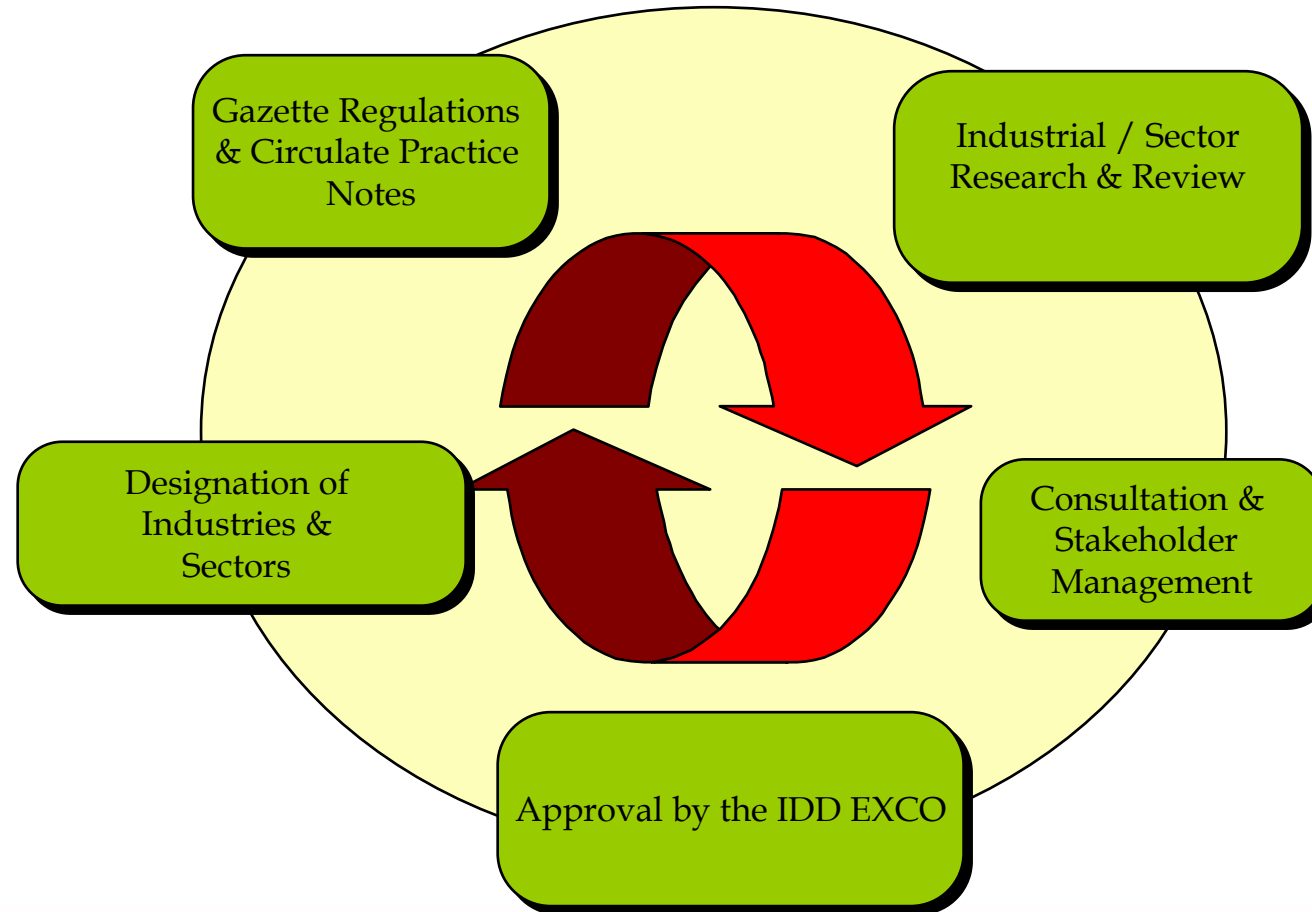 Gazette Regulations
& Circulate Practice
Notes
Industrial / Sector
Research & Review
Designation of
Industries &
Sectors
Consultation &
Stakeholder
Management
Approval by the IDD EXCO